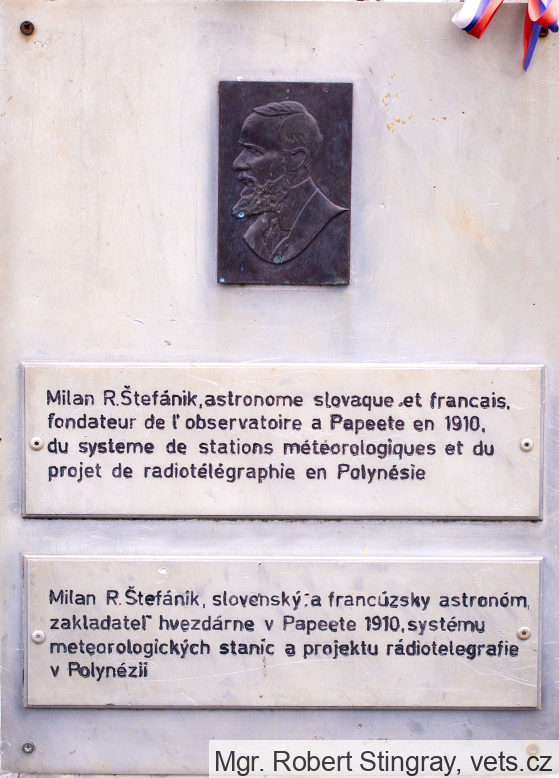 Milan R.Štefánik,astronome slovaque et francais,
fondateur de l'observatoire a Papeete en 1910,
du systeme de stations météorologiques et du
projet de radiotélégraphie en Polynésie
Milan R.Štefánik, slovenský a francúzsky astronóm,
zakladateľ hvezdárne v Papeete 1910,systému
meteorologických staníc a projektu rádiotelegrafie
v Polynézii
Mgr. Robert Stingray, vets.cz